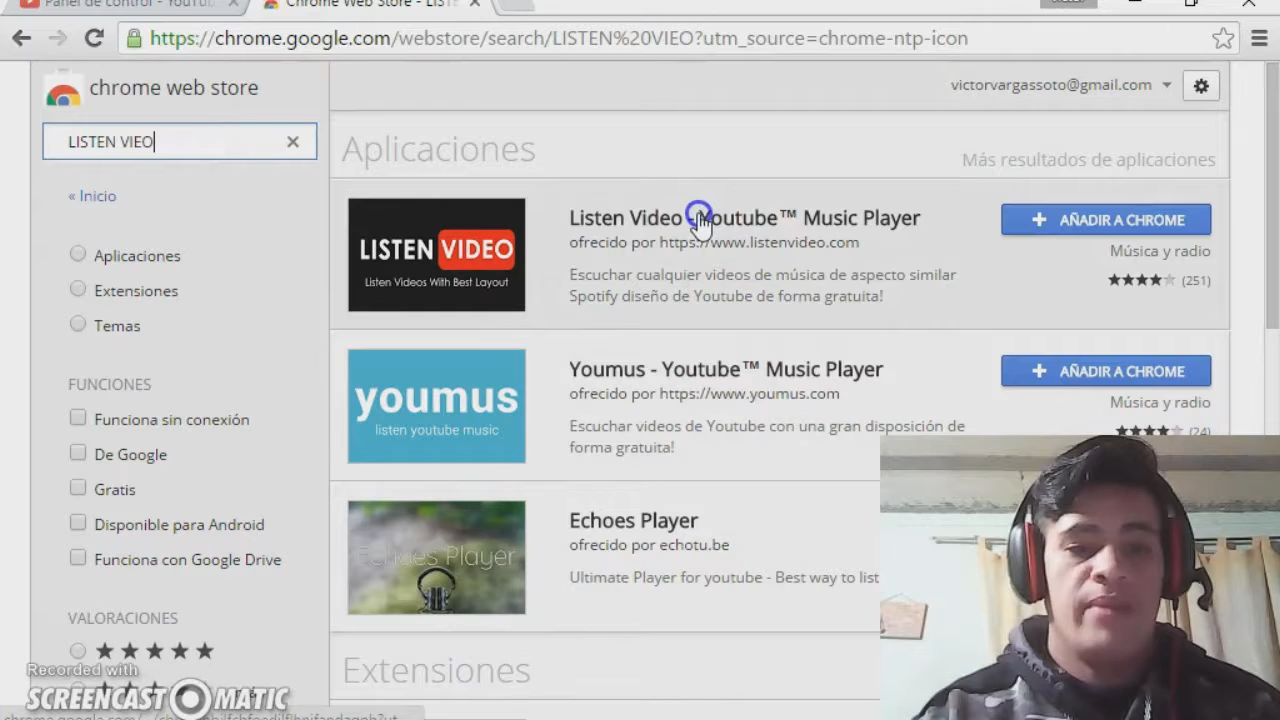 Panel de control - YouTub
Chrome Web Store - LIST
https://chrome.google.com/webstore/search/LISTEN%20VIEO?utm_source=chrome-ntp-icon
chrome web store
victorvargassoto@gmail.com
LISTEN VIEO
« Inicio
Aplicaciones
Extensiones
Temas
FUNCIONES
Funciona sin conexión
De Google
Gratis
Disponible para Android
Funciona con Google Drive
VALORACIONES
Aplicaciones
Más resultados de aplicaciones
LISTEN VIDEO
Listen Videos With Best Layout
Listen Video - Youtube™ Music Player
ofrecido por https://www.listenvideo.com
Escuchar cualquier videos de música de aspecto similar
Spotify diseño de Youtube de forma gratuita!
AÑADIR A CHROME
Música y radio
(251)
youmus
listen youtube music
Youmus - Youtube™ Music Player
ofrecido por https://www.youmus.com
Escuchar videos de Youtube con una gran disposición de
forma gratuita!
AÑADIR A CHROME
Música y radio
(24)
Echoes Player
Echoes Player
ofrecido por echotu.be
Ultimate Player for youtube - Best way to list
Extensiones
Recorded with
SCREENCAST MATIC